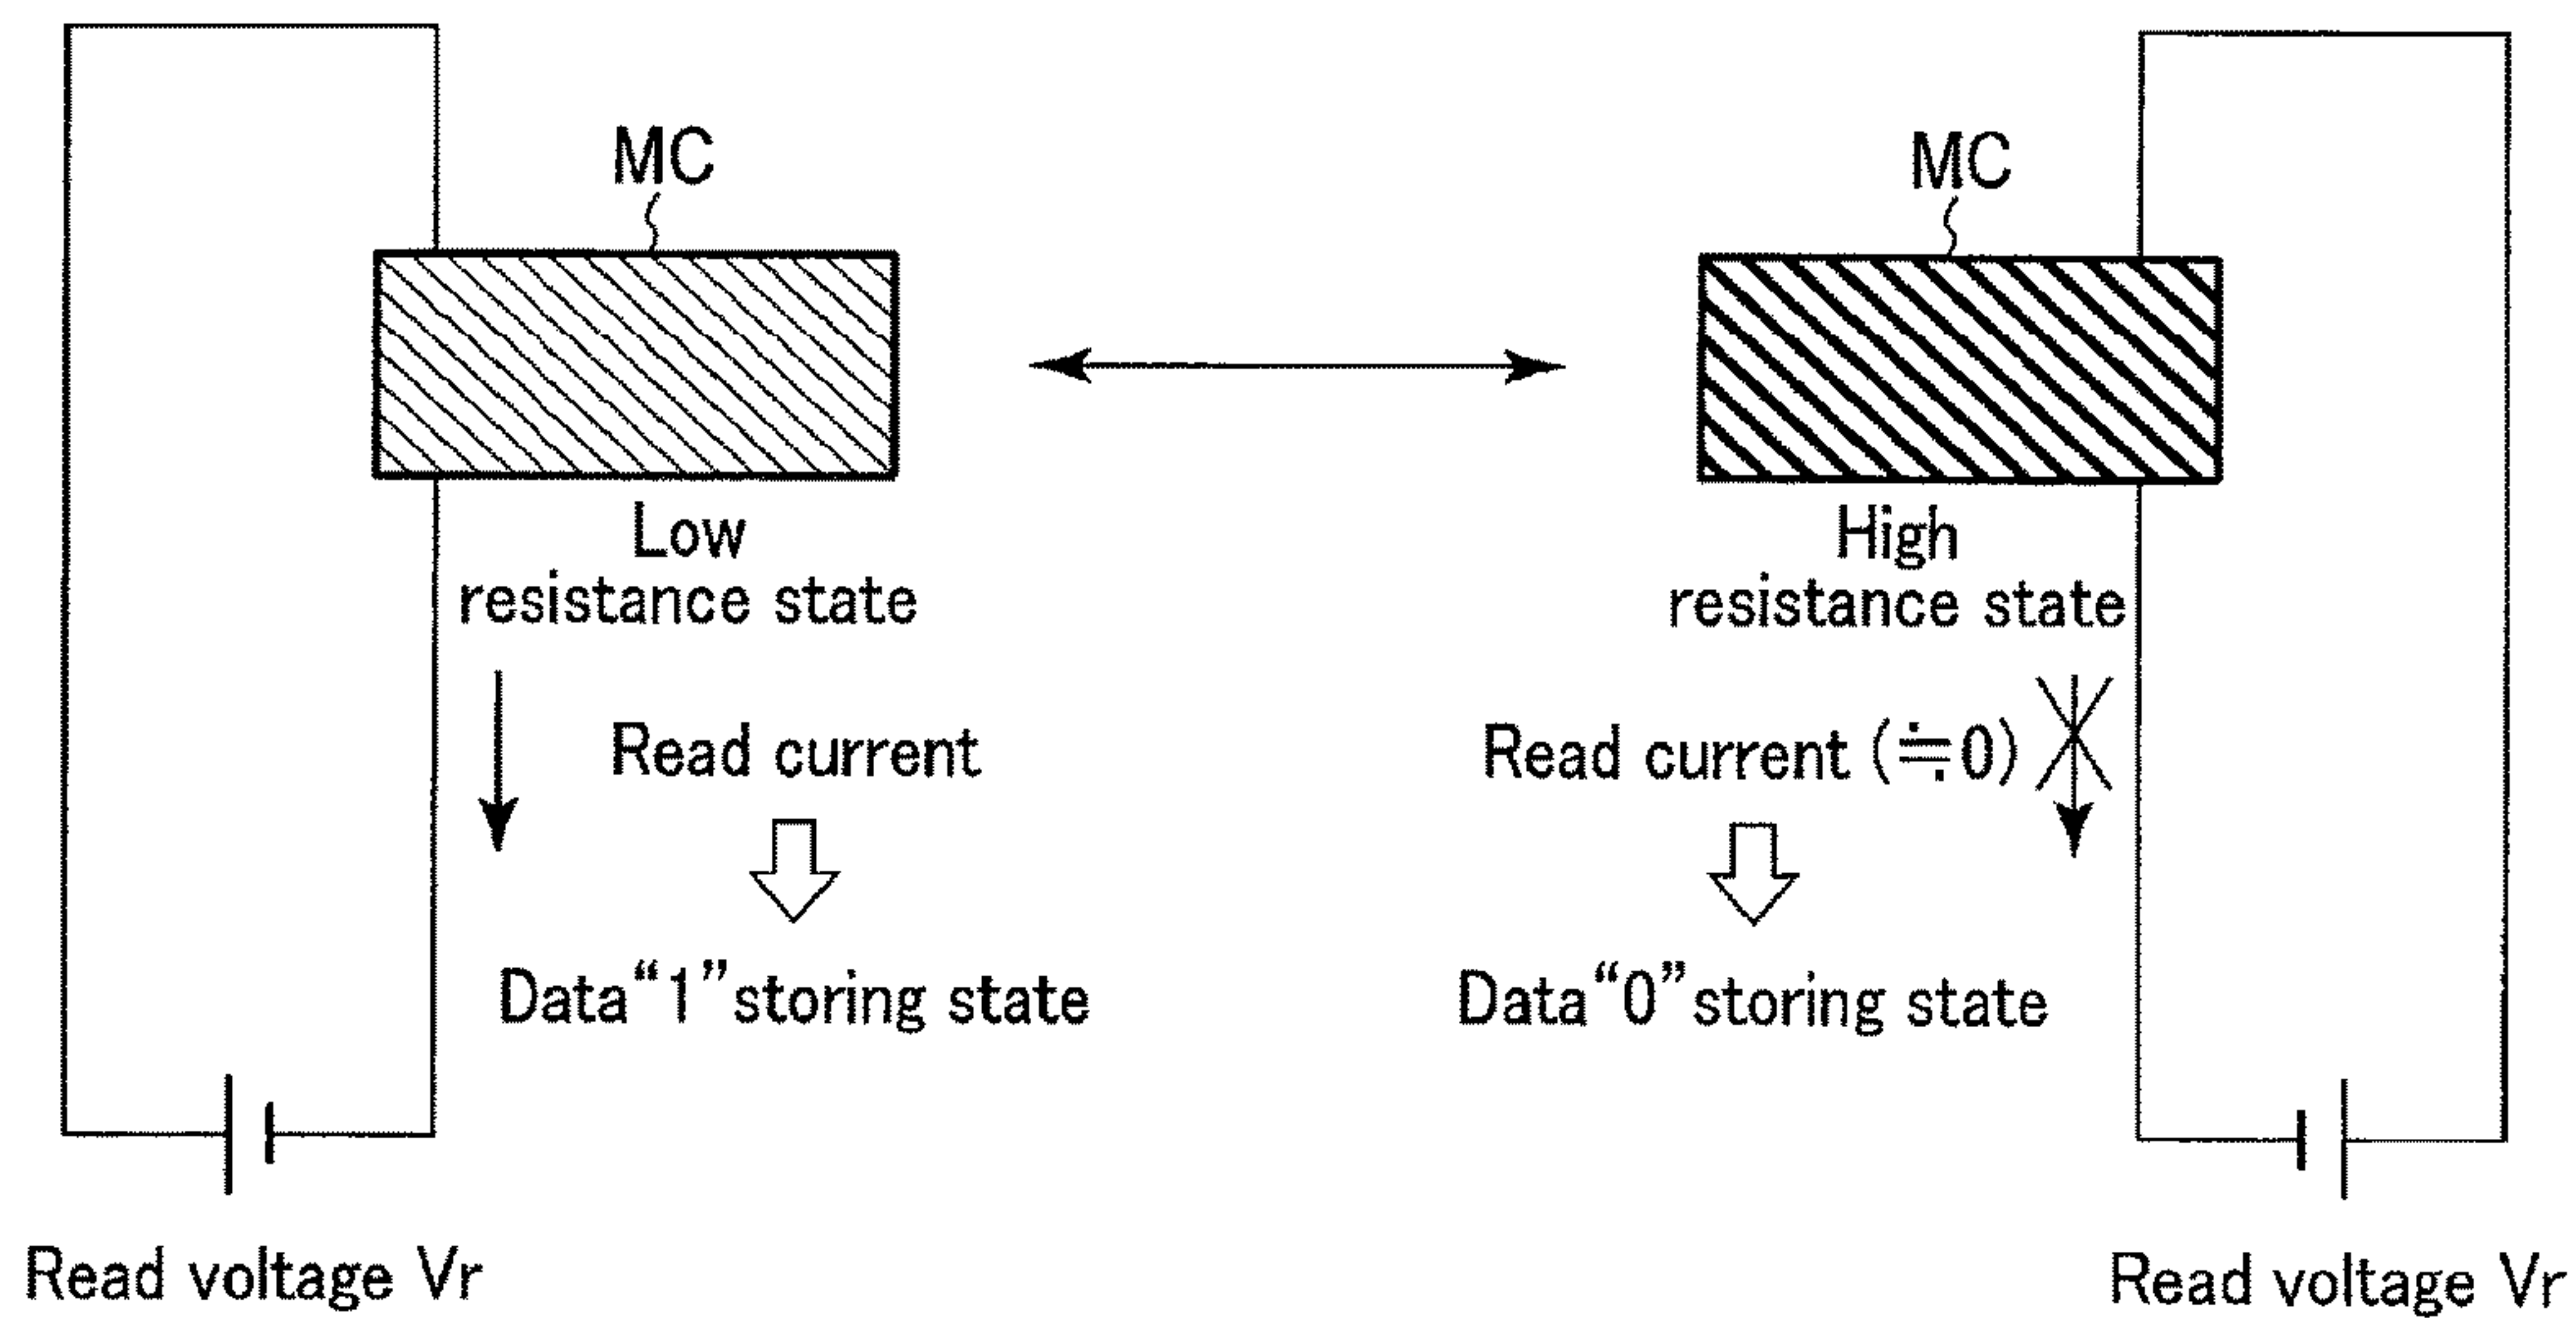 MC
Low
resistance state
Read current
Data“1”storing state
Read voltage Vr
MC
High
resistance state
Read current (≒0)
Data“0”storing state
Read voltage Vr